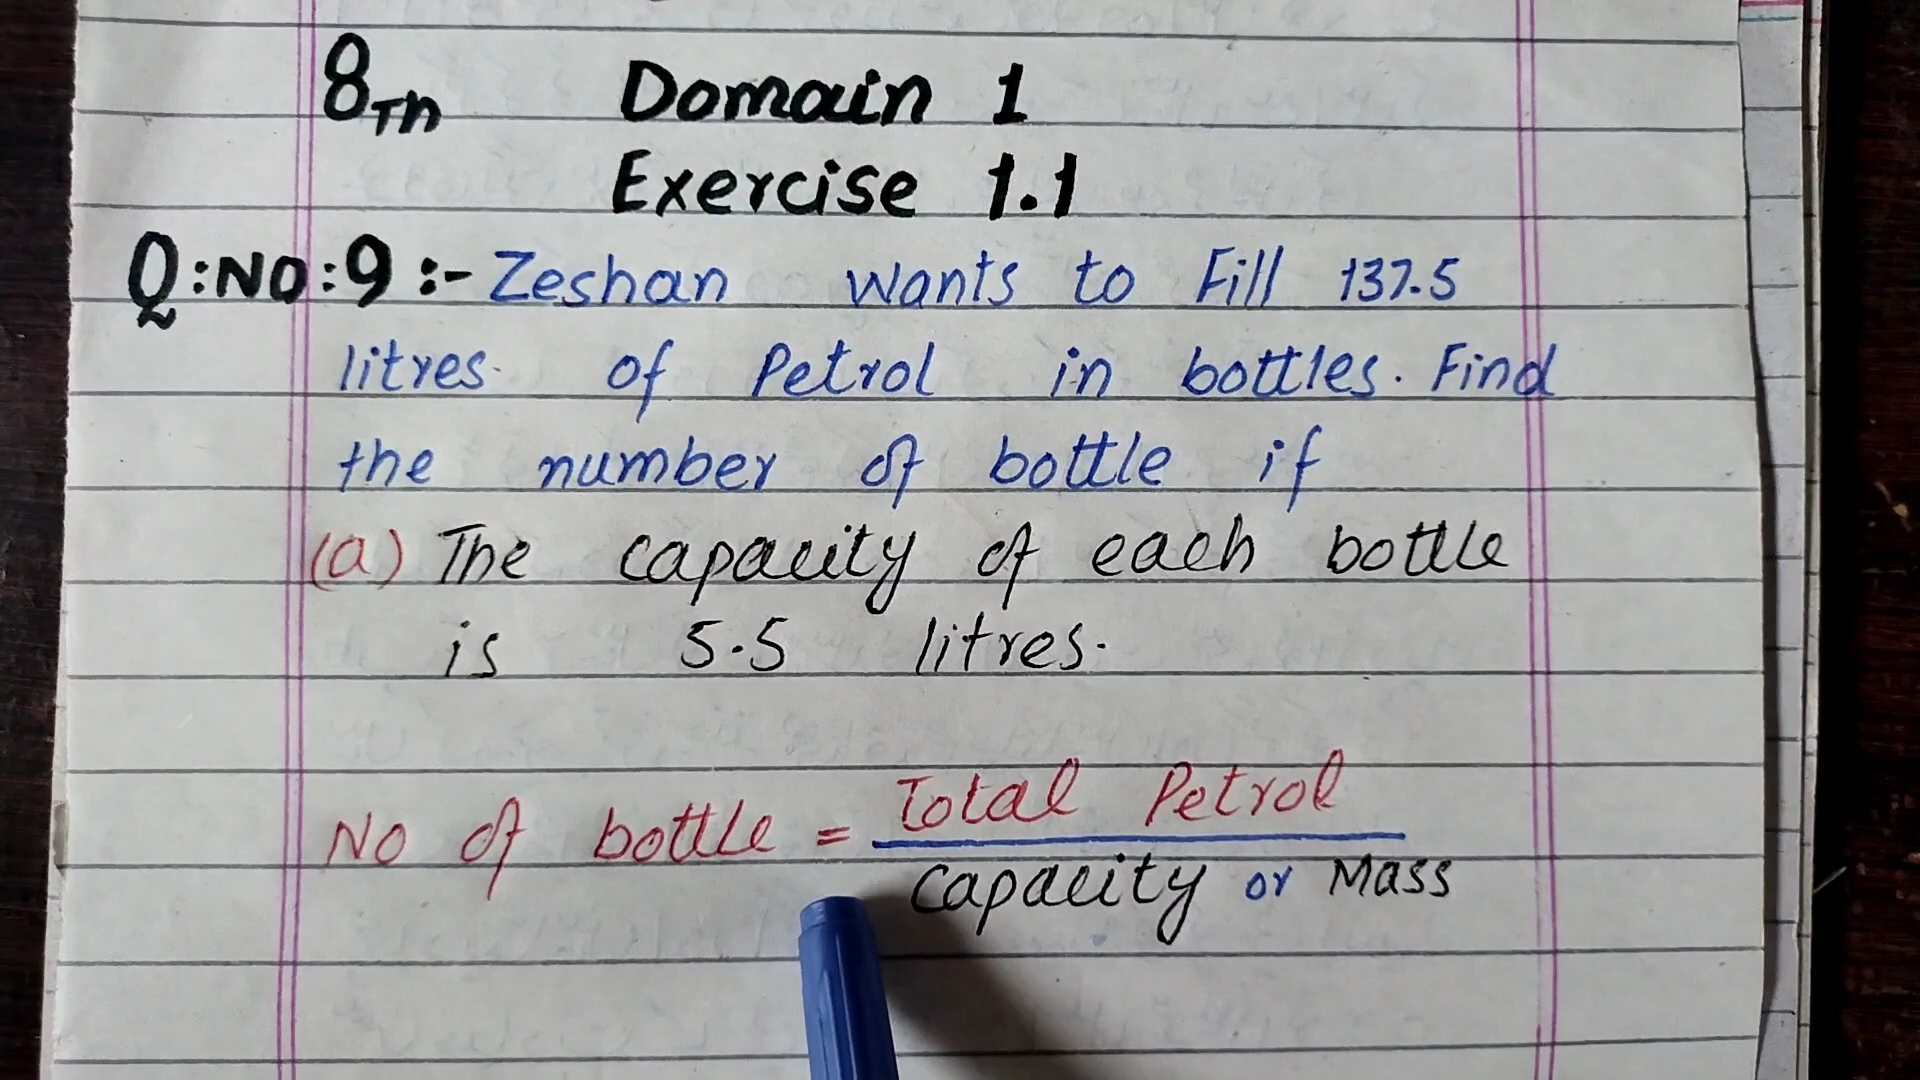 8Th Domain 1
Exercise 1.1
Q:NO:9 :- Zeshan wants to Fill 137.5
litres of Petrol in bottles. Find
the number of bottle if
(a) The capacity of each bottle
is 5.5 litres.
No of bottle = Total Petrol
Capacity or Mass